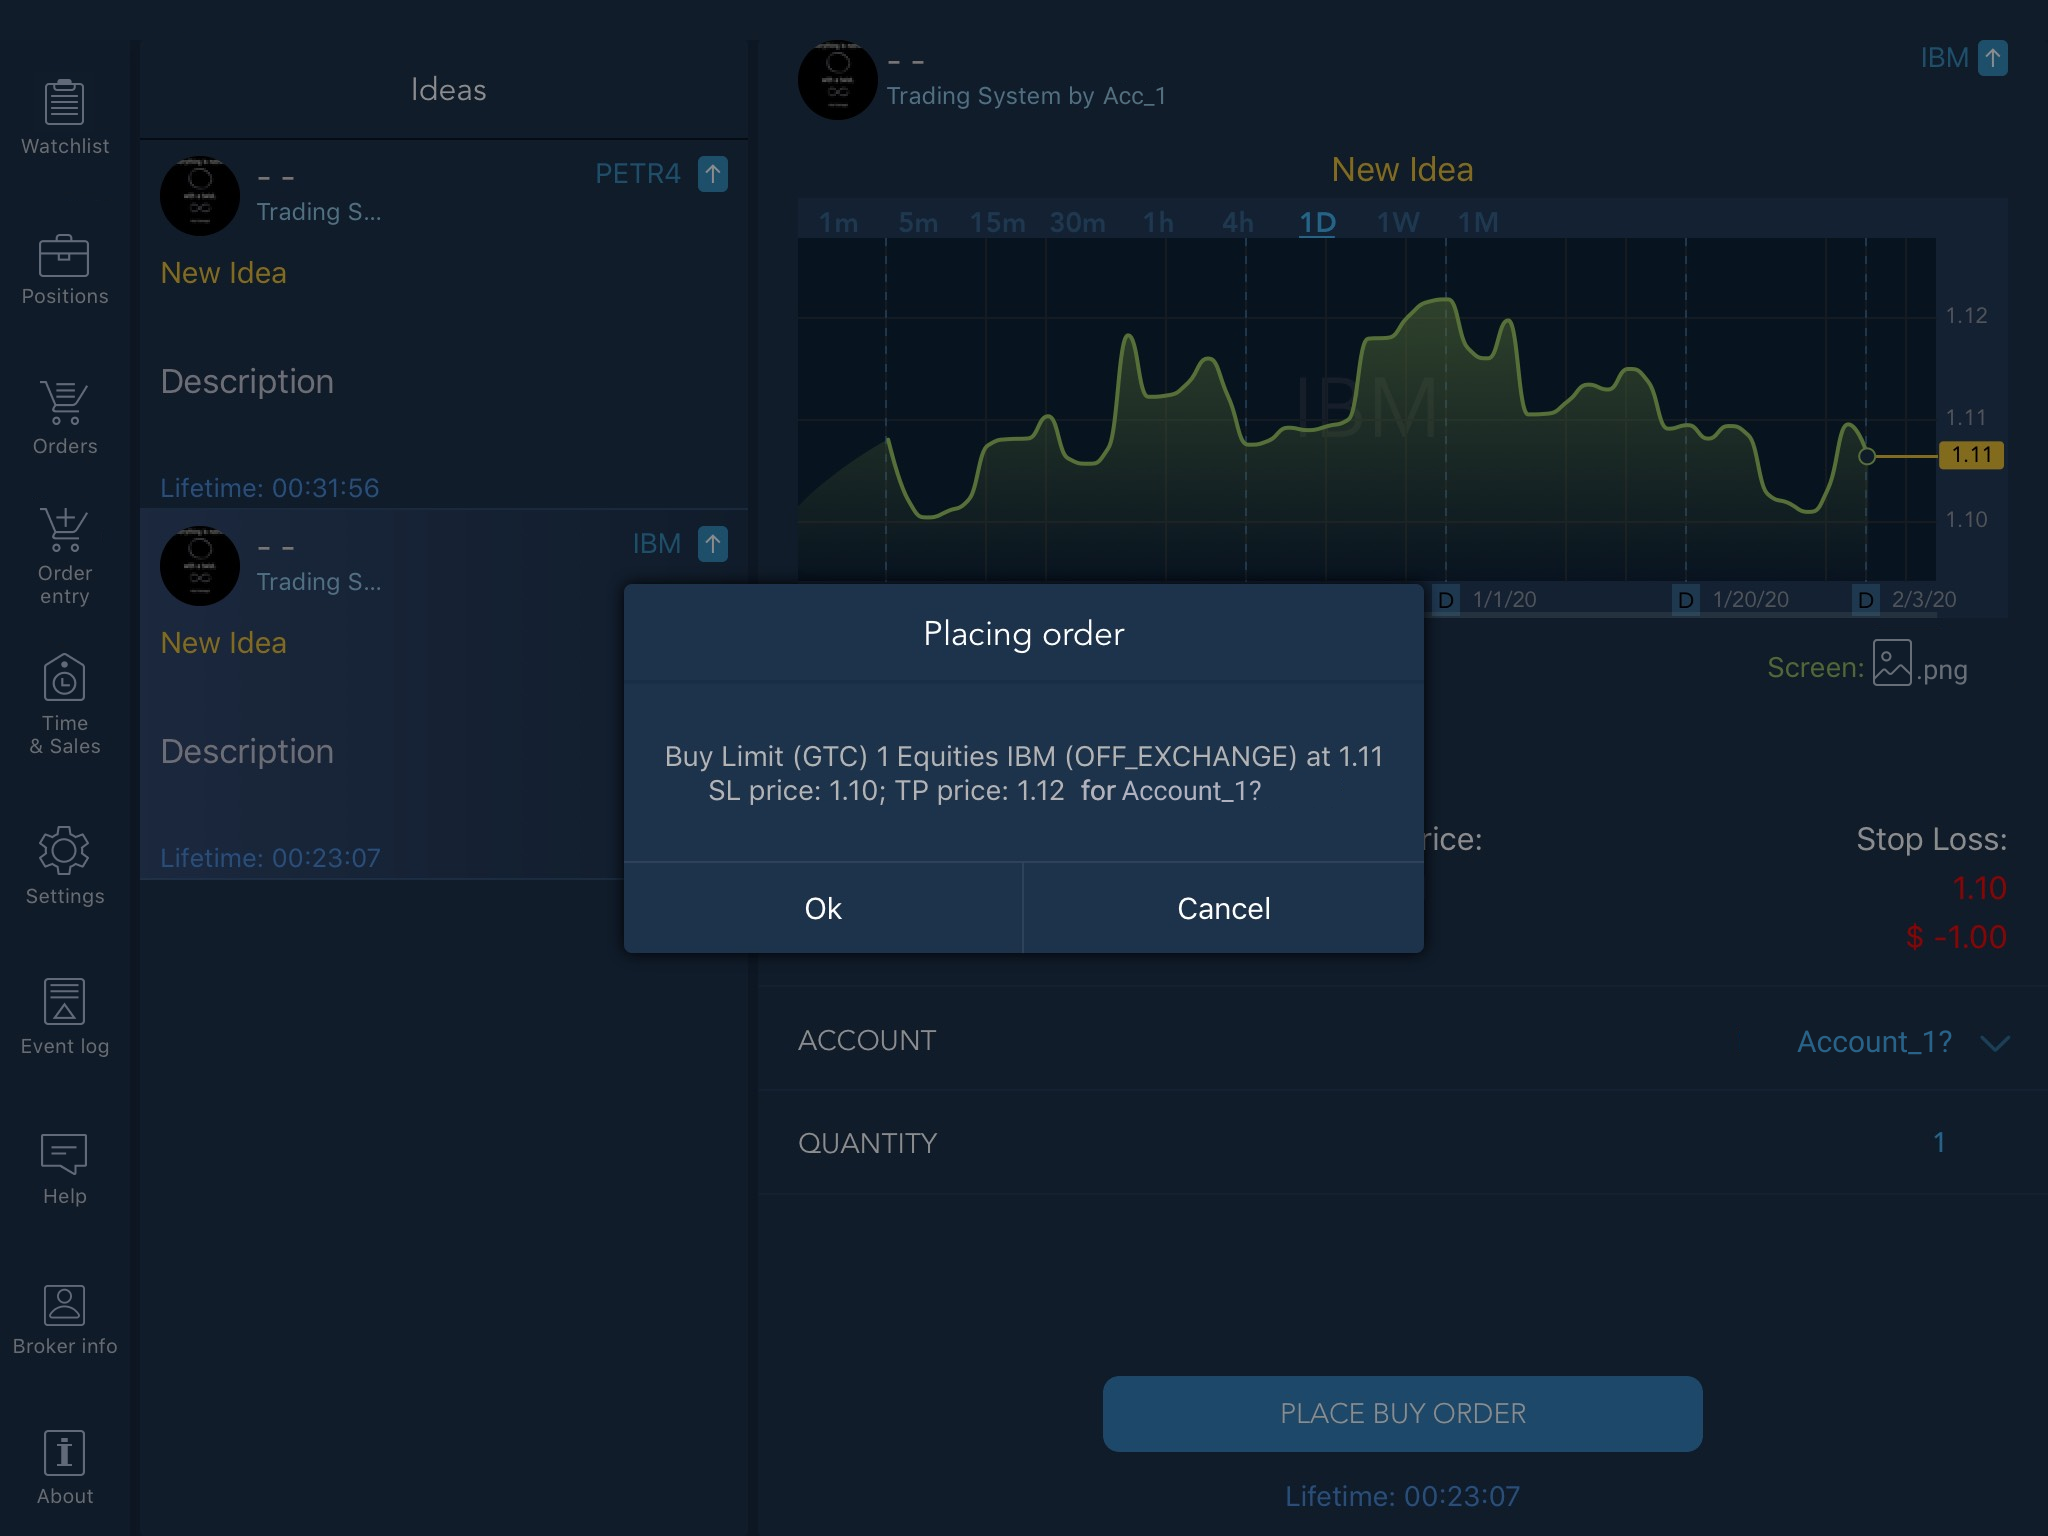 Watchlist
Positions
Orders
Order
entry
Time
& Sales
Settings
Event log
Help
Broker info
About
Ideas
- -
PETR4
Trading S...
New Idea
Description
Lifetime: 00:31:56
- -
IBM
Trading S...
New Idea
Description
Lifetime: 00:23:07
- -
Trading System by Acc_1
IBM
New Idea
1m 5m 15m 30m 1h 4h 1D 1W 1M
IBM
1.12
1.11
1.11
1.10
D 1/1/20 D 1/20/20 D 2/3/20
Screen: .png
Placing order
Buy Limit (GTC) 1 Equities IBM (OFF_EXCHANGE) at 1.11
SL price: 1.10; TP price: 1.12 for Account_1?
Ok Cancel
rice:
Stop Loss:
1.10
$ -1.00
ACCOUNT Account_1?
QUANTITY 1
PLACE BUY ORDER
Lifetime: 00:23:07